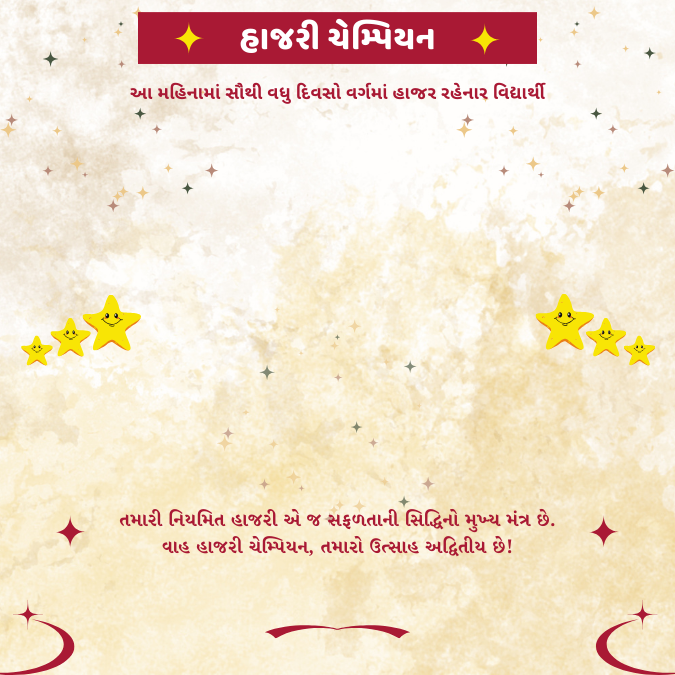 હાજરી ચેમ્પિયન
આ મહિનામાં સૌથી વધુ દિવસો વર્ગમાં હાજર રહેનાર વિદ્યાર્થી
તમારી નિયમિત હાજરી એ જ સફળતાની સિદ્ધિનો મુખ્ય મંત્ર છે.
વાહ હાજરી ચેમ્પિયન, તમારો ઉત્સાહ અદ્વિતીય છે!